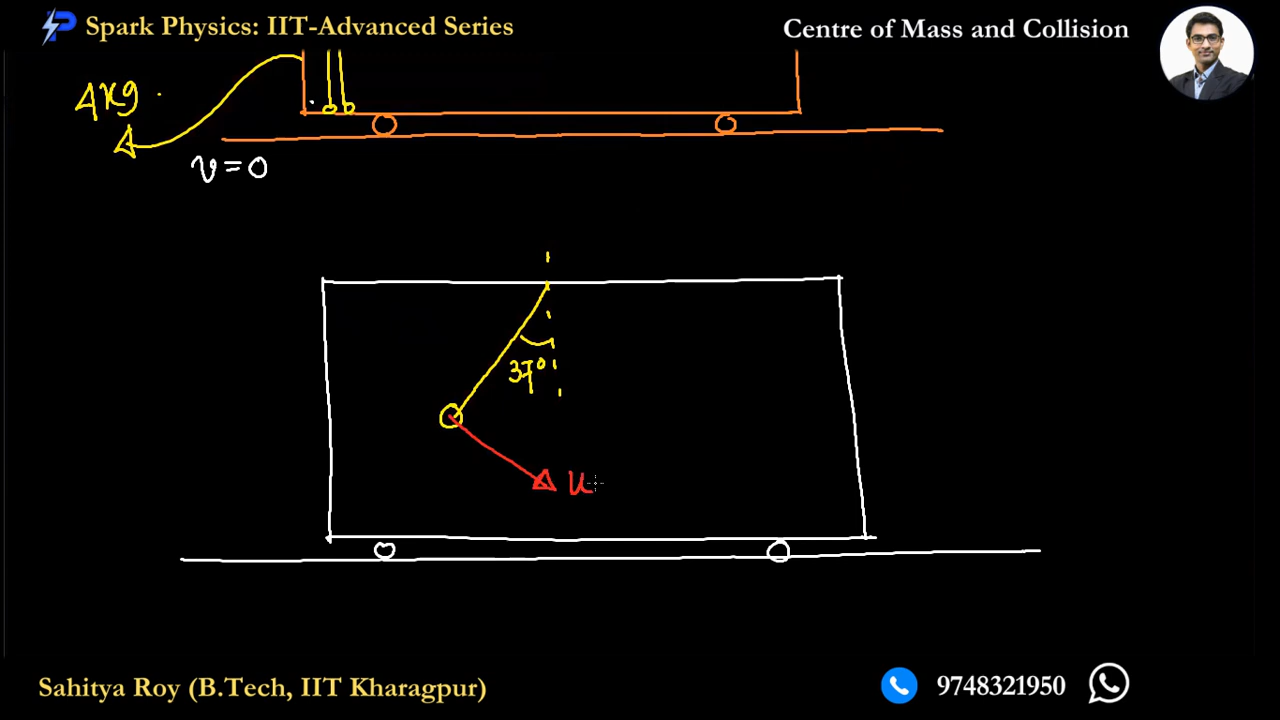 Spark Physics: IIT-Advanced Series
Centre of Mass and Collision
4kg
v=0
37°
u
Sahitya Roy (B.Tech, IIT Kharagpur)
9748321950